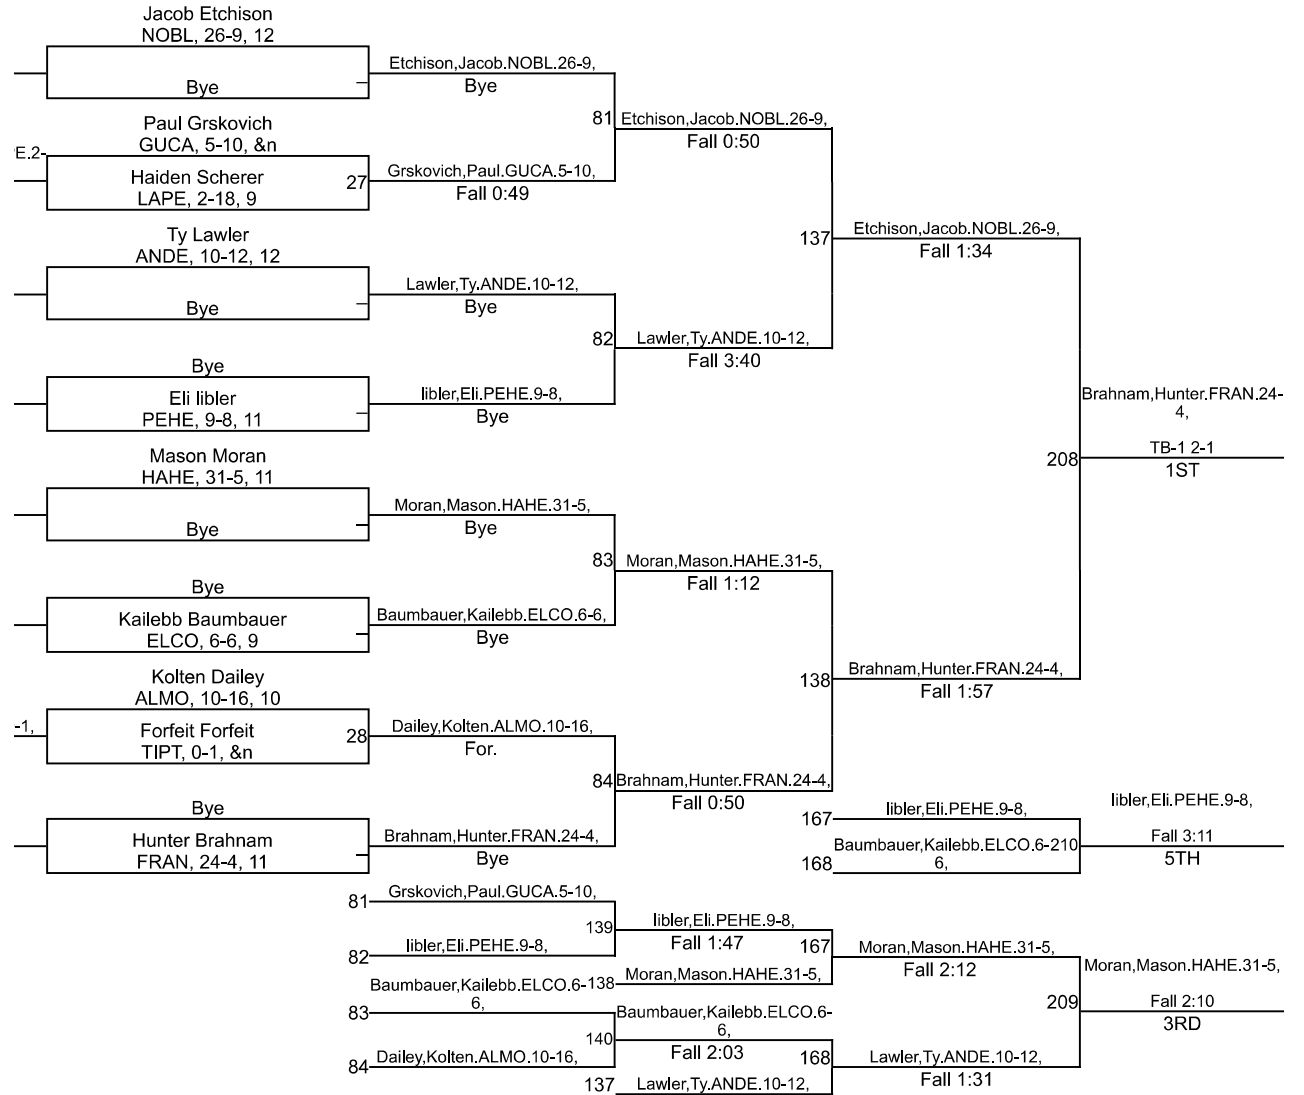 Jacob Etchison
NOBL, 26-9, 12
Bye
Etchison,Jacob.NOBL.26-9,
Bye
81
Etchison,Jacob.NOBL.26-9,
Fall 0:50
Paul Grskovich
GUCA, 5-10, &n
E.2-
Haiden Scherer
LAPE, 2-18, 9
27
Grskovich,Paul.GUCA.5-10,
Fall 0:49
137
Etchison,Jacob.NOBL.26-9,
Fall 1:34
Ty Lawler
ANDE, 10-12, 12
Bye
Lawler,Ty.ANDE.10-12,
Bye
82
Lawler,Ty.ANDE.10-12,
Fall 3:40
Bye
Eli libler
PEHE, 9-8, 11
libler,Eli.PEHE.9-8,
Bye
Brahnam,Hunter.FRAN.24-
4,
208
TB-1 2-1
1ST
Mason Moran
HAHE, 31-5, 11
Bye
Moran,Mason.HAHE.31-5,
Bye
83
Moran,Mason.HAHE.31-5,
Fall 1:12
Bye
Kailebb Baumbauer
ELCO, 6-6, 9
Baumbauer,Kailebb.ELCO.6-6,
Bye
138
Brahnam,Hunter.FRAN.24-4,
Fall 1:57
Kolten Dailey
ALMO, 10-16, 10
-1,
Forfeit Forfeit
TIPT, 0-1, &n
28
Dailey,Kolten.ALMO.10-16,
For.
84
Brahnam,Hunter.FRAN.24-4,
Fall 0:50
Bye
Hunter Brahnam
FRAN, 24-4, 11
Brahnam,Hunter.FRAN.24-4,
Bye
167
libler,Eli.PEHE.9-8,
168
Baumbauer,Kailebb.ELCO.6-
6,
210
libler,Eli.PEHE.9-8,
Fall 3:11
5TH
81
Grskovich,Paul.GUCA.5-10,
82
libler,Eli.PEHE.9-8,
139
libler,Eli.PEHE.9-8,
Fall 1:47
138
Moran,Mason.HAHE.31-5,
167
Moran,Mason.HAHE.31-5,
Fall 2:12
83
Baumbauer,Kailebb.ELCO.6-
6,
84
Dailey,Kolten.ALMO.10-16,
140
Baumbauer,Kailebb.ELCO.6-
6,
Fall 2:03
137
Lawler,Ty.ANDE.10-12,
168
Lawler,Ty.ANDE.10-12,
Fall 1:31
209
Moran,Mason.HAHE.31-5,
Fall 2:10
3RD